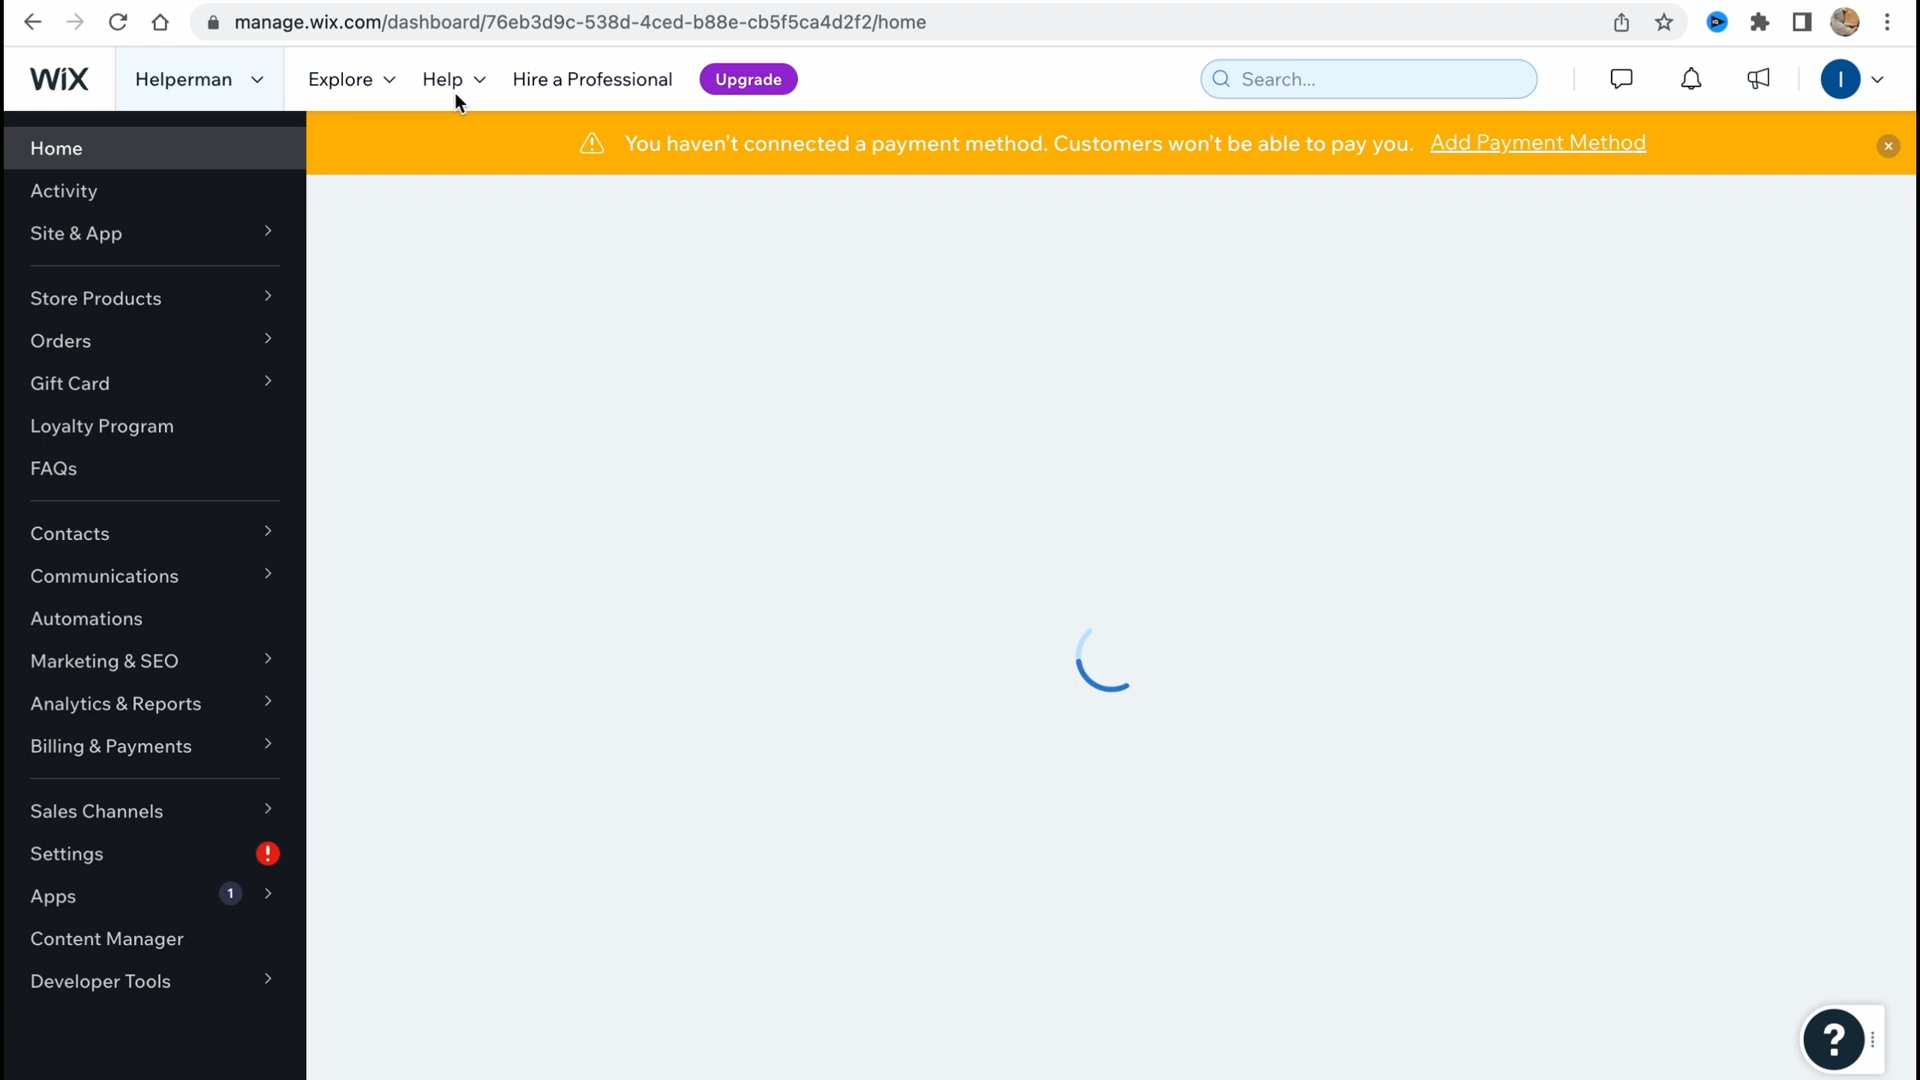 manage.wix.com/dashboard/76eb3d9c-538d-4ced-b88e-cb5f5ca4d2f2/home
WiX Helperman Explore Help Hire a Professional Upgrade Search... I
You haven't connected a payment method. Customers won't be able to pay you. Add Payment Method
Home
Activity
Site & App
Store Products
Orders
Gift Card
Loyalty Program
FAQs
Contacts
Communications
Automations
Marketing & SEO
Analytics & Reports
Billing & Payments
Sales Channels
Settings !
Apps 1
Content Manager
Developer Tools
?